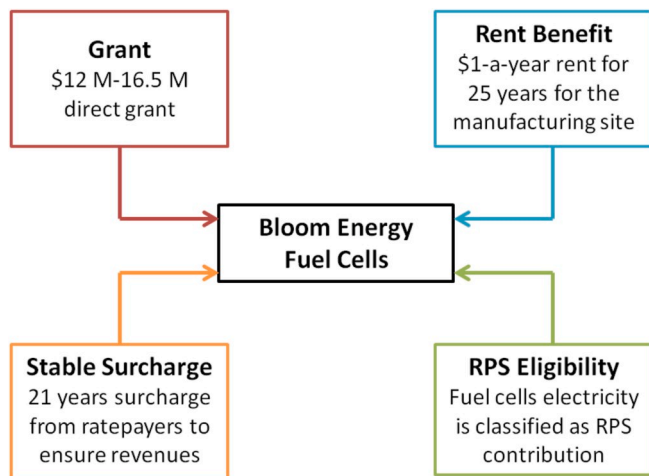 Grant
$12 M-16.5 M
direct grant
Rent Benefit
$1-a-year rent for
25 years for the
manufacturing site
Bloom Energy
Fuel Cells
Stable Surcharge
21 years surcharge
from ratepayers to
ensure revenues
RPS Eligibility
Fuel cells electricity
is classified as RPS
contribution